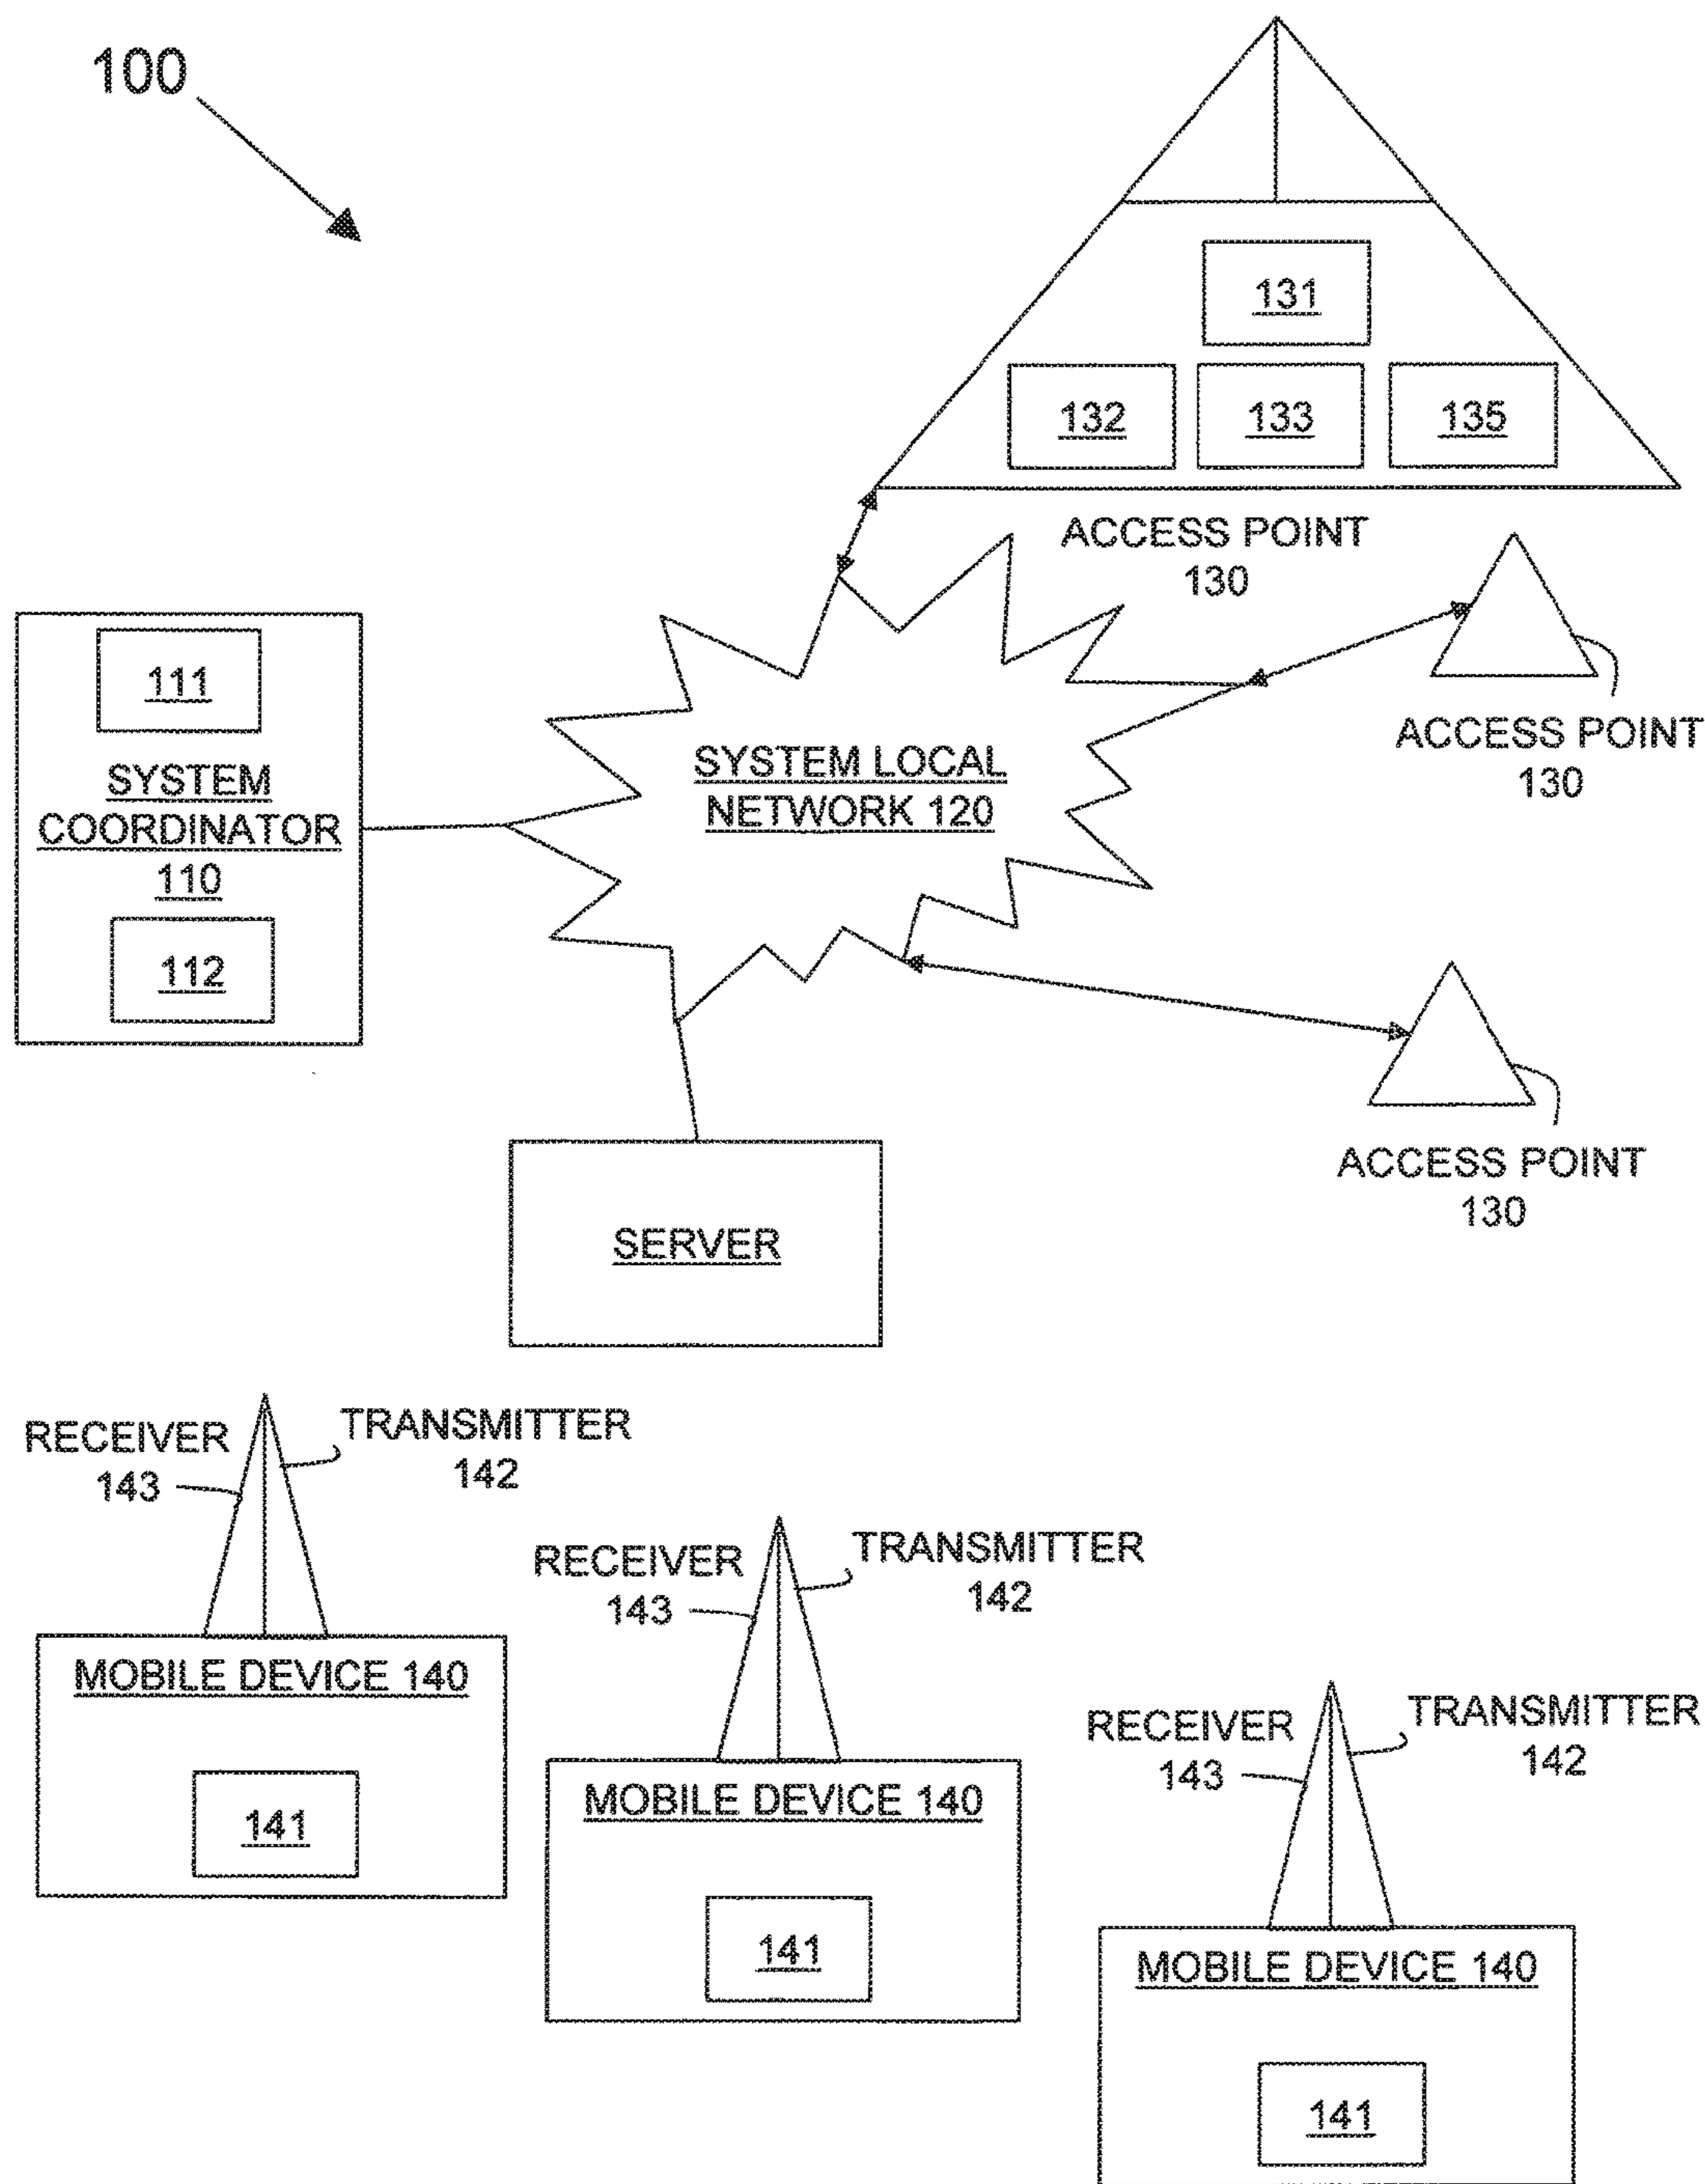 100
131
132
133
135
ACCESS POINT
130
111
SYSTEM
COORDINATOR
110
112
SYSTEM LOCAL
NETWORK 120
ACCESS POINT
130
ACCESS POINT
130
SERVER
RECEIVER
143
TRANSMITTER
142
MOBILE DEVICE 140
141
RECEIVER
143
TRANSMITTER
142
MOBILE DEVICE 140
141
RECEIVER
143
TRANSMITTER
142
MOBILE DEVICE 140
141